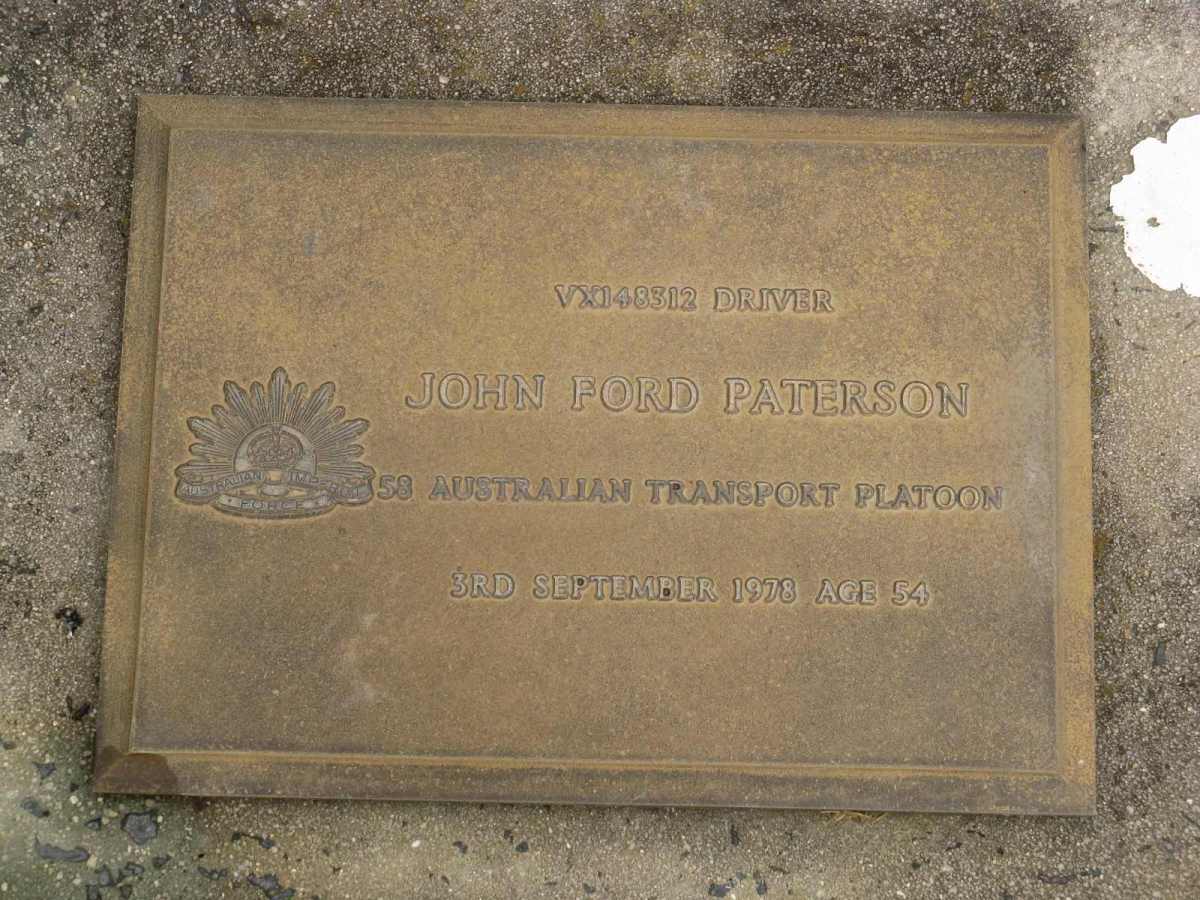 VX148312 DRIVER
JOHN FORD PATERSON
58 AUSTRALIAN TRANSPORT PLATOON
3RD SEPTEMBER 1978 AGE 54
AUSTRALIAN IMPERIAL
FORCE